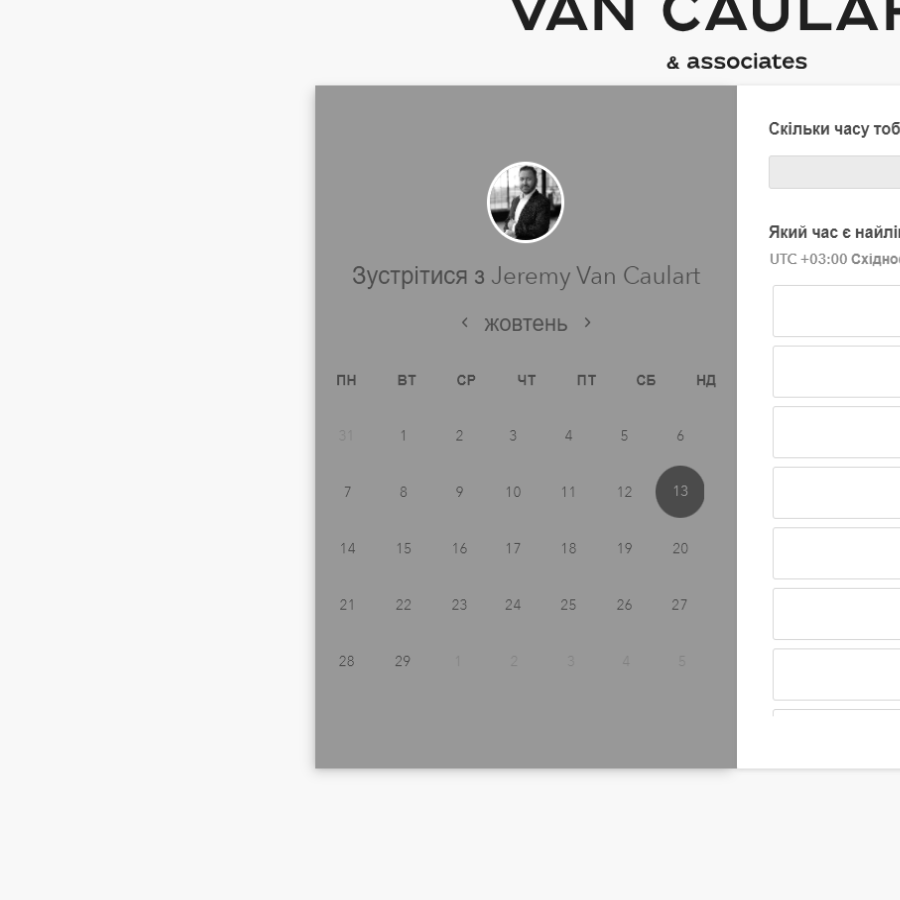 VAN CAULAR
& associates
Зустрітися з Jeremy Van Caulart
‹ жовтень ›
ПН ВТ СР ЧТ ПТ СБ НД
31 1 2 3 4 5 6
7 8 9 10 11 12 13
14 15 16 17 18 19 20
21 22 23 24 25 26 27
28 29 1 2 3 4 5
Скільки часу тоб
Який час є найлі
UTC +03:00 Східноє